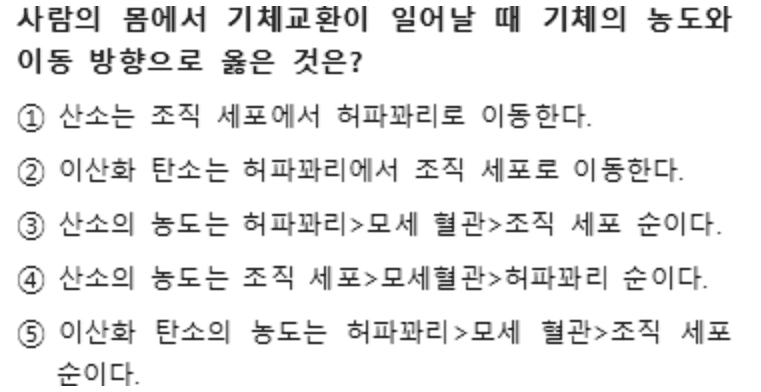 사람의 몸에서 기체교환이 일어날 때 기체의 농도와
이동 방향으로 옳은 것은?
① 산소는 조직 세포에서 허파꽈리로 이동한다.
② 이산화 탄소는 허파꽈리에서 조직 세포로 이동한다.
③ 산소의 농도는 허파꽈리>모세 혈관>조직 세포 순이다.
④ 산소의 농도는 조직 세포>모세혈관>허파꽈리 순이다.
⑤ 이산화 탄소의 농도는 허파꽈리>모세 혈관>조직 세포
순이다.